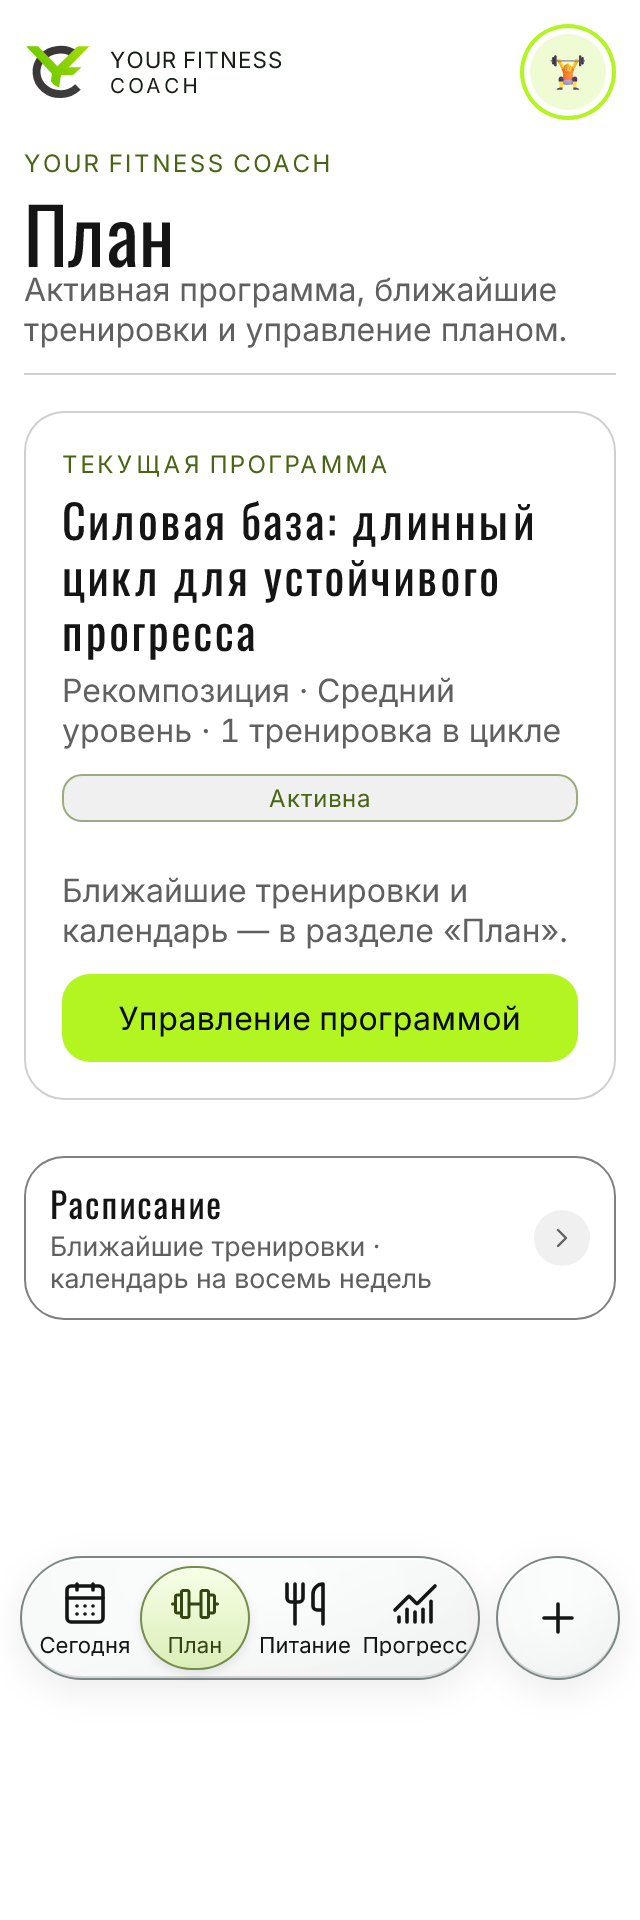 YOUR FITNESS
COACH
YOUR FITNESS COACH
План
Активная программа, ближайшие
тренировки и управление планом.
ТЕКУЩАЯ ПРОГРАММА
Силовая база: длинный
цикл для устойчивого
прогресса
Рекомпозиция · Средний
уровень · 1 тренировка в цикле
Активна
Ближайшие тренировки и
календарь — в разделе «План».
Управление программой
Расписание
Ближайшие тренировки ·
календарь на восемь недель
Сегодня План Питание Прогресс